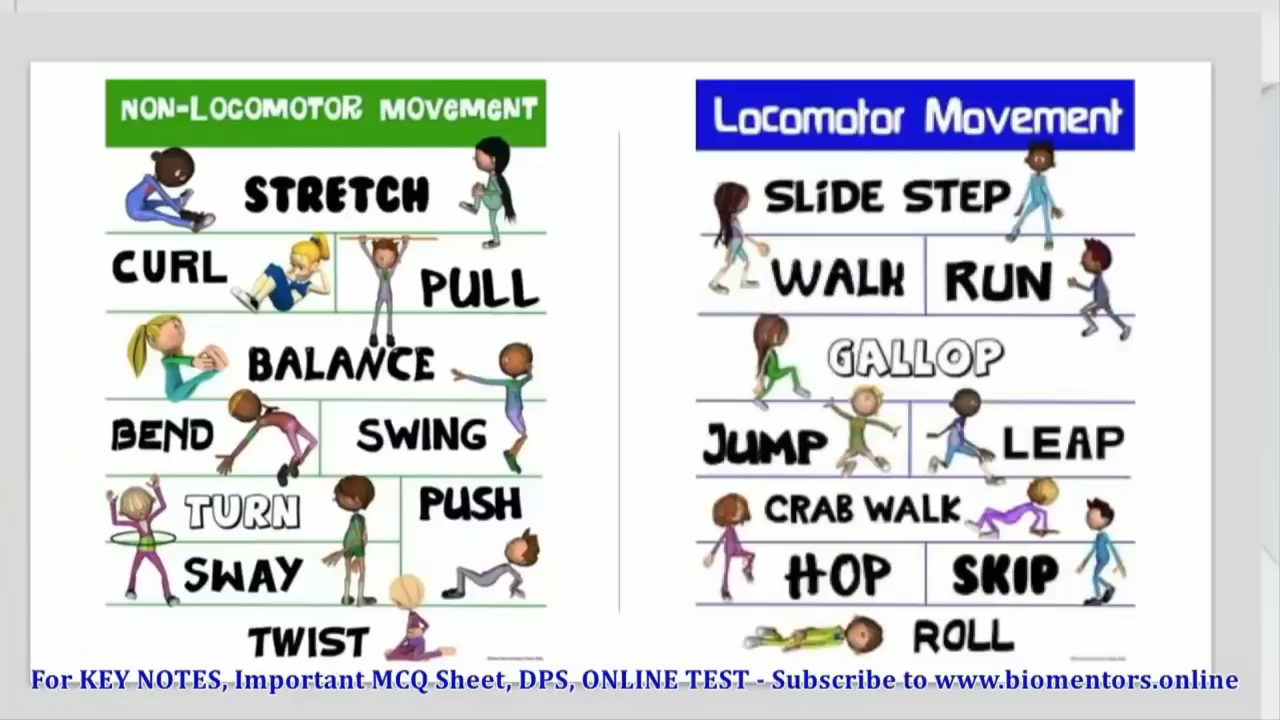 NON-LOCOMOTOR MOVEMENT
STRETCH
CURL
PULL
BALANCE
BEND
SWING
TURN
PUSH
SWAY
TWIST
Locomotor Movement
SLIDE STEP
WALK
RUN
GALLOP
JUMP
LEAP
CRAB WALK
HOP
SKIP
ROLL
For KEY NOTES, Important MCQ Sheet, DPS, ONLINE TEST - Subscribe to www.biomentors.online